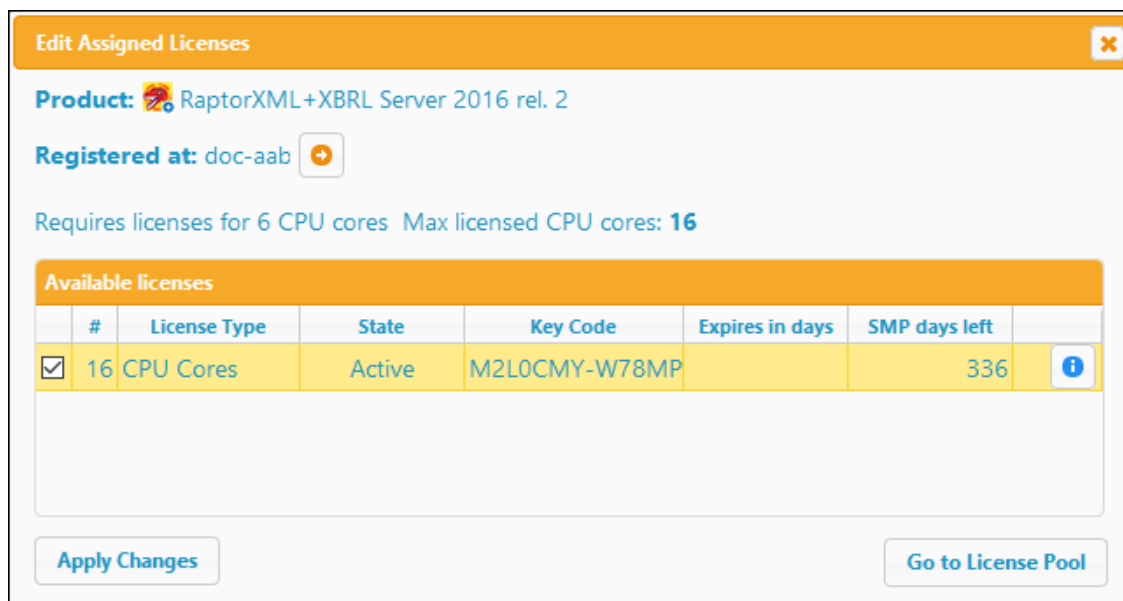 Edit Assigned Licenses
Product: RaptorXML+XBRL Server 2016 rel. 2
Registered at: doc-aab
Requires licenses for 6 CPU cores Max licensed CPU cores: 16
Available licenses
# License Type State Key Code Expires in days SMP days left
16 CPU Cores Active M2L0CMY-W78MP 336
Apply Changes Go to License Pool